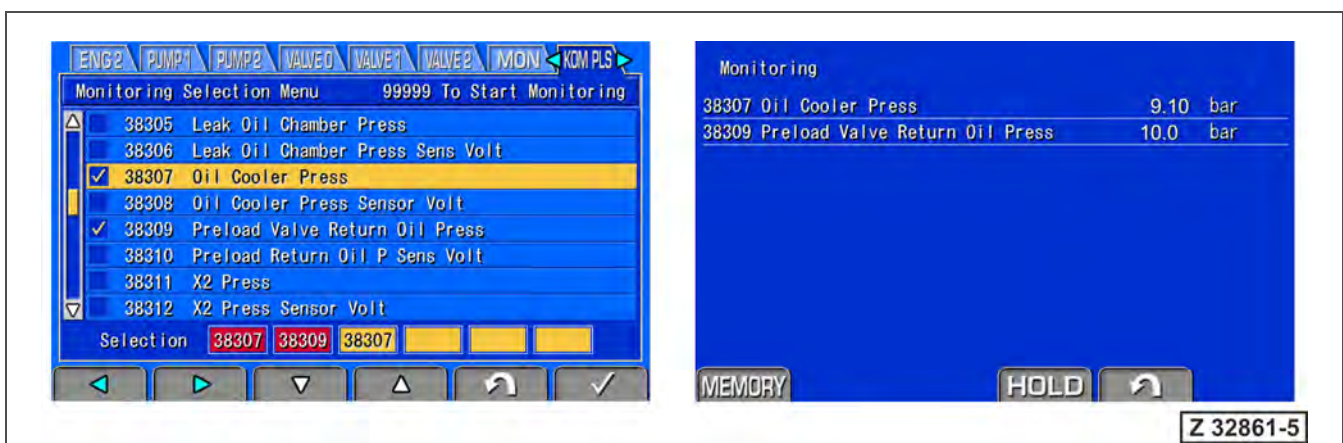 ENG2 PUMP1 PUMP2 VALVE0 VALVE1 VALVE2 MON KOM PLS
Monitoring Selection Menu 99999 To Start Monitoring
38305 Leak Oil Chamber Press
38306 Leak Oil Chamber Press Sens Volt
38307 Oil Cooler Press
38308 Oil Cooler Press Sensor Volt
38309 Preload Valve Return Oil Press
38310 Preload Return Oil P Sens Volt
38311 X2 Press
38312 X2 Press Sensor Volt
Selection 38307 38309 38307
Monitoring
38307 Oil Cooler Press 9.10 bar
38309 Preload Valve Return Oil Press 10.0 bar
MEMORY HOLD
Z 32861-5